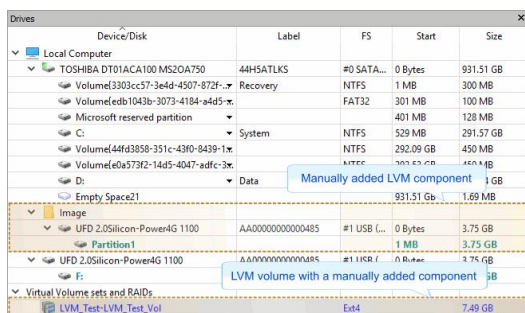 Drives
Device/Disk Label FS Start Size
Local Computer
TOSHIBA DT01ACA100 MS2OA750 44H5ATLKS #0 SATA... 0 Bytes 931.51 GB
Volume{3303cc57-3e4d-4507-872f-... Recovery NTFS 1 MB 300 MB
Volume{edb1043b-3073-4184-a4d5-... FAT32 301 MB 100 MB
Microsoft reserved partition 401 MB 128 MB
C: System NTFS 529 MB 291.57 GB
Volume{44fd3858-351c-43f0-8439-1... NTFS 292.09 GB 450 MB
Volume{e0a573f2-14d5-4047-adfc-3... NTFS 450 MB
D: Data GB
Manually added LVM component
Empty Space21 931.51 Gb 1.69 MB
Image
UFD 2.0Silicon-Power4G 1100 AA00000000000485 #1 USB (... 0 Bytes 3.75 GB
Partition1 1 MB 3.75 GB
UFD 2.0Silicon-Power4G 1100 AA00000000000485 #1 USB (... 0 Bytes 3.75 GB
F:
LVM volume with a manually added component
Virtual Volume sets and RAIDs
LVM_Test-LVM_Test_Vol Ext4 7.49 GB